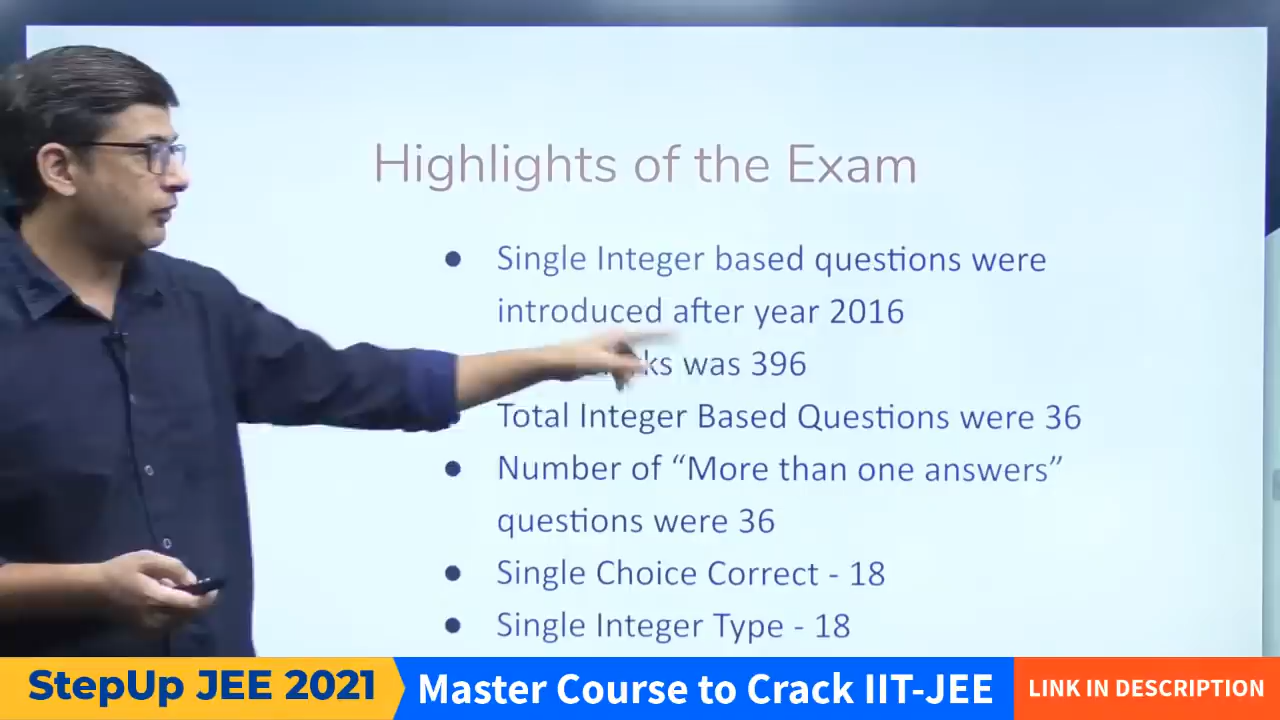 Highlights of the Exam
● Single Integer based questions were
introduced after year 2016
was 396
Total Integer Based Questions were 36
● Number of “More than one answers”
questions were 36
● Single Choice Correct - 18
● Single Integer Type - 18
StepUp JEE 2021 Master Course to Crack IIT-JEE LINK IN DESCRIPTION